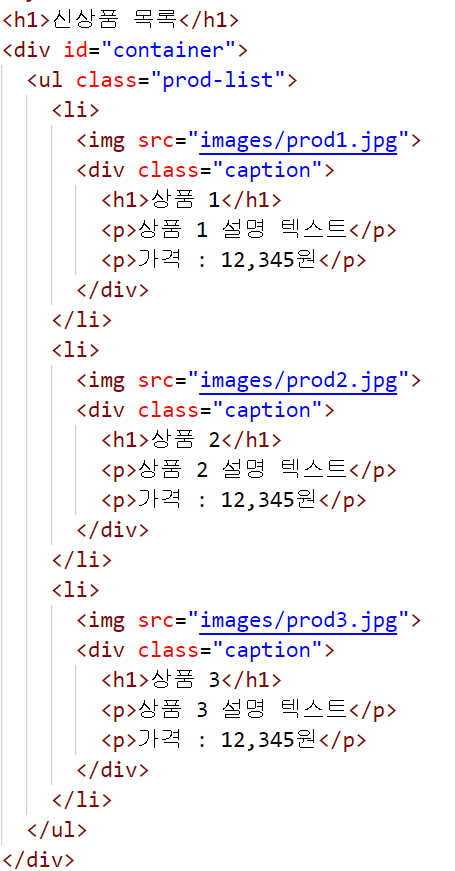 <h1>신상품 목록</h1>
<div id="container">
<ul class="prod-list">
<li>
<img src="images/prod1.jpg">
<div class="caption">
<h1>상품 1</h1>
<p>상품 1 설명 텍스트</p>
<p>가격 : 12,345원</p>
</div>
</li>
<li>
<img src="images/prod2.jpg">
<div class="caption">
<h1>상품 2</h1>
<p>상품 2 설명 텍스트</p>
<p>가격 : 12,345원</p>
</div>
</li>
<li>
<img src="images/prod3.jpg">
<div class="caption">
<h1>상품 3</h1>
<p>상품 3 설명 텍스트</p>
<p>가격 : 12,345원</p>
</div>
</li>
</ul>
</div>